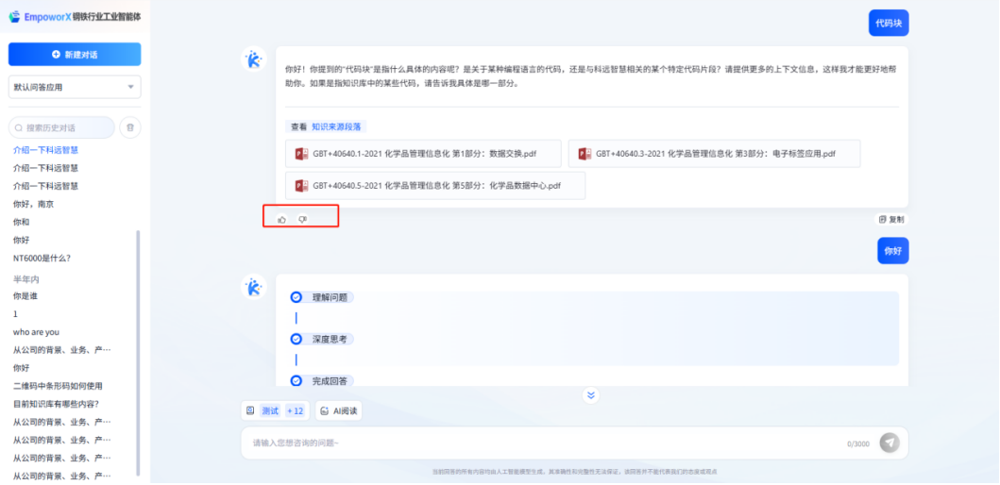 EmpoworX 钢铁行业工业智能体
新建对话
默认问答应用
搜索历史对话
介绍一下科远智慧
介绍一下科远智慧
介绍一下科远智慧
你好，南京
你和
你好
NT6000是什么?
半年内
你是谁
1
who are you
从公司的背景、业务、产…
你好
二维码中条形码如何使用
目前知识库有哪些内容?
从公司的背景、业务、产…
从公司的背景、业务、产…
从公司的背景、业务、产…
从公司的背景、业务、产…
代码块
你好！你提到的“代码块”是指什么具体的内容呢？是关于某种编程语言的代码，还是与科远智慧相关的某个特定代码片段？请提供更多的上下文信息，这样我才能更好地帮
助你。如果是指知识库中的某些代码，请告诉我具体是哪一部分。
查看 知识来源段落
GBT+40640.1-2021 化学品管理信息化 第1部分：数据交换.pdf
GBT+40640.3-2021 化学品管理信息化 第3部分：电子标签应用.pdf
GBT+40640.5-2021 化学品管理信息化 第5部分：化学品数据中心.pdf
复制
你好
理解问题
深度思考
完成回答
测试 +12 AI阅读
请输入您想咨询的问题~
0/3000
当前回答的所有内容均由人工智能模型生成，其准确性和完整性无法保证，该回答并不能代表我们的态度或观点